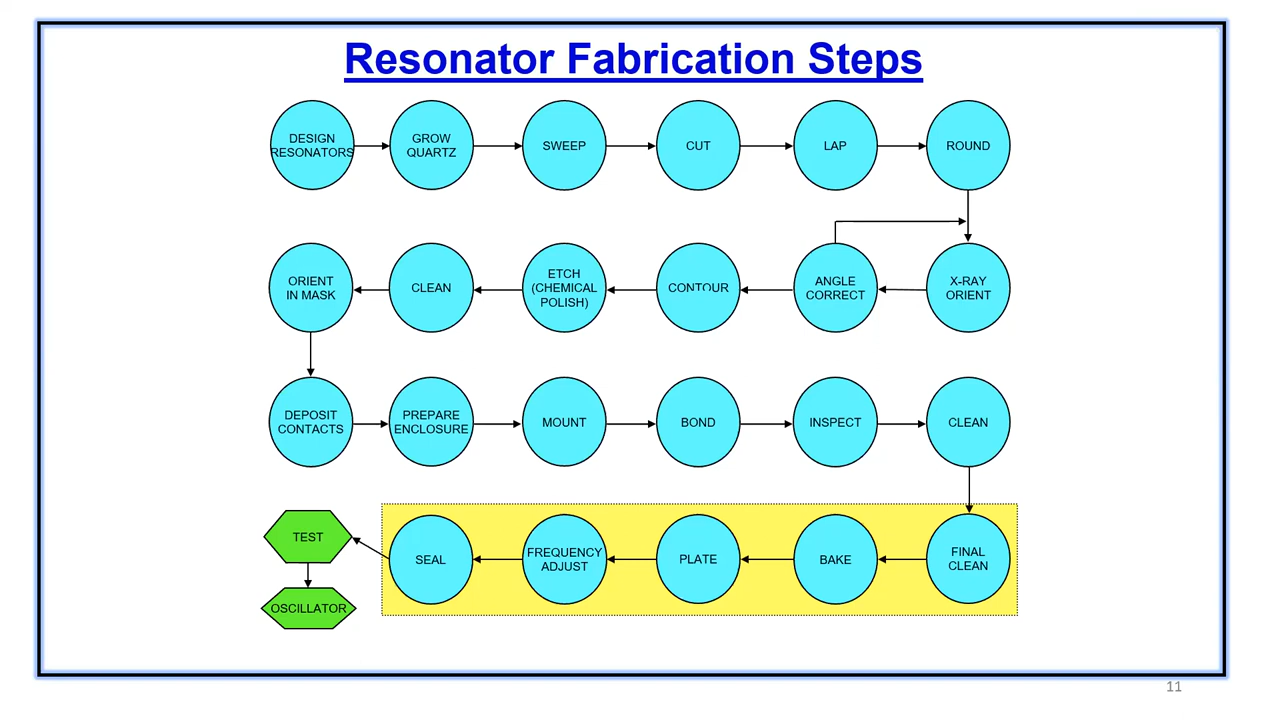 Resonator Fabrication Steps
DESIGN
RESONATORS
GROW
QUARTZ
SWEEP
CUT
LAP
ROUND
X-RAY
ORIENT
ANGLE
CORRECT
CONTOUR
ETCH
(CHEMICAL
POLISH)
CLEAN
ORIENT
IN MASK
DEPOSIT
CONTACTS
PREPARE
ENCLOSURE
MOUNT
BOND
INSPECT
CLEAN
FINAL
CLEAN
BAKE
PLATE
FREQUENCY
ADJUST
SEAL
TEST
OSCILLATOR
11